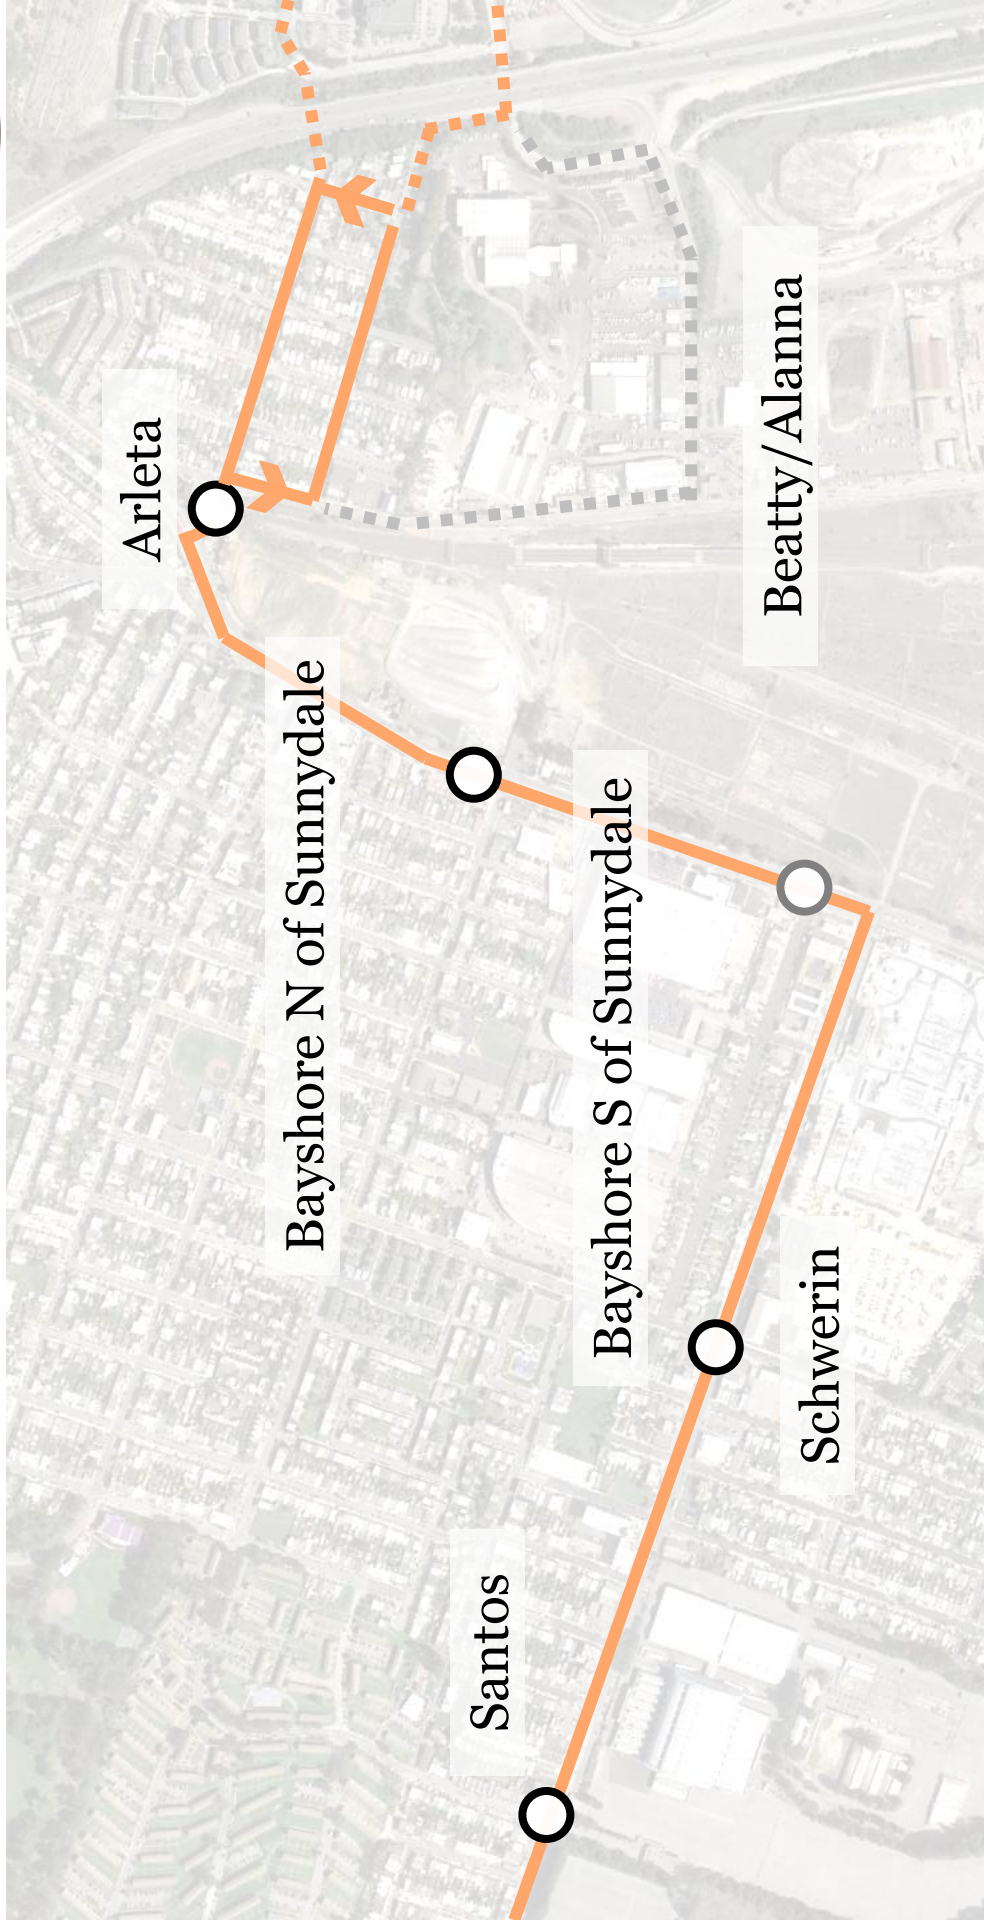 Arleta
Beatty/Alanna
Bayshore N of Sunnydale
Bayshore S of Sunnydale
Schwerin
Santos